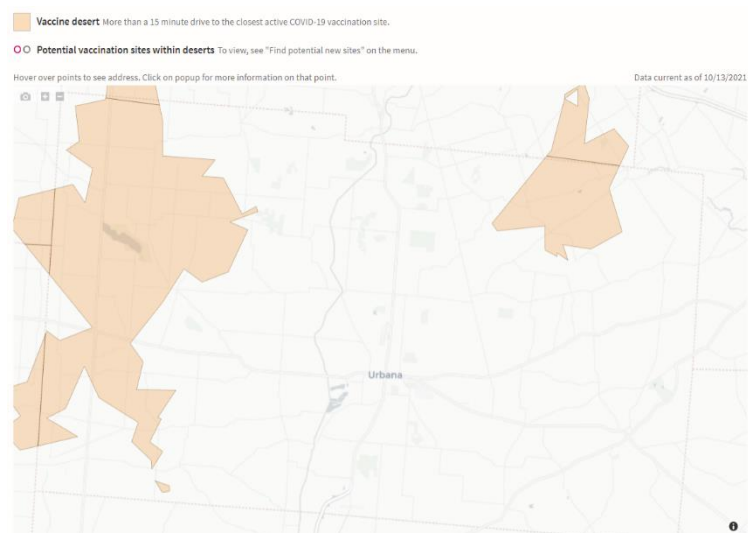 Vaccine desert More than a 15 minute drive to the closest active COVID-19 vaccination site.
Potential vaccination sites within deserts To view, see "Find potential new sites" on the menu.
Hover over points to see address. Click on popup for more information on that point. Data current as of 10/13/2021
Urbana